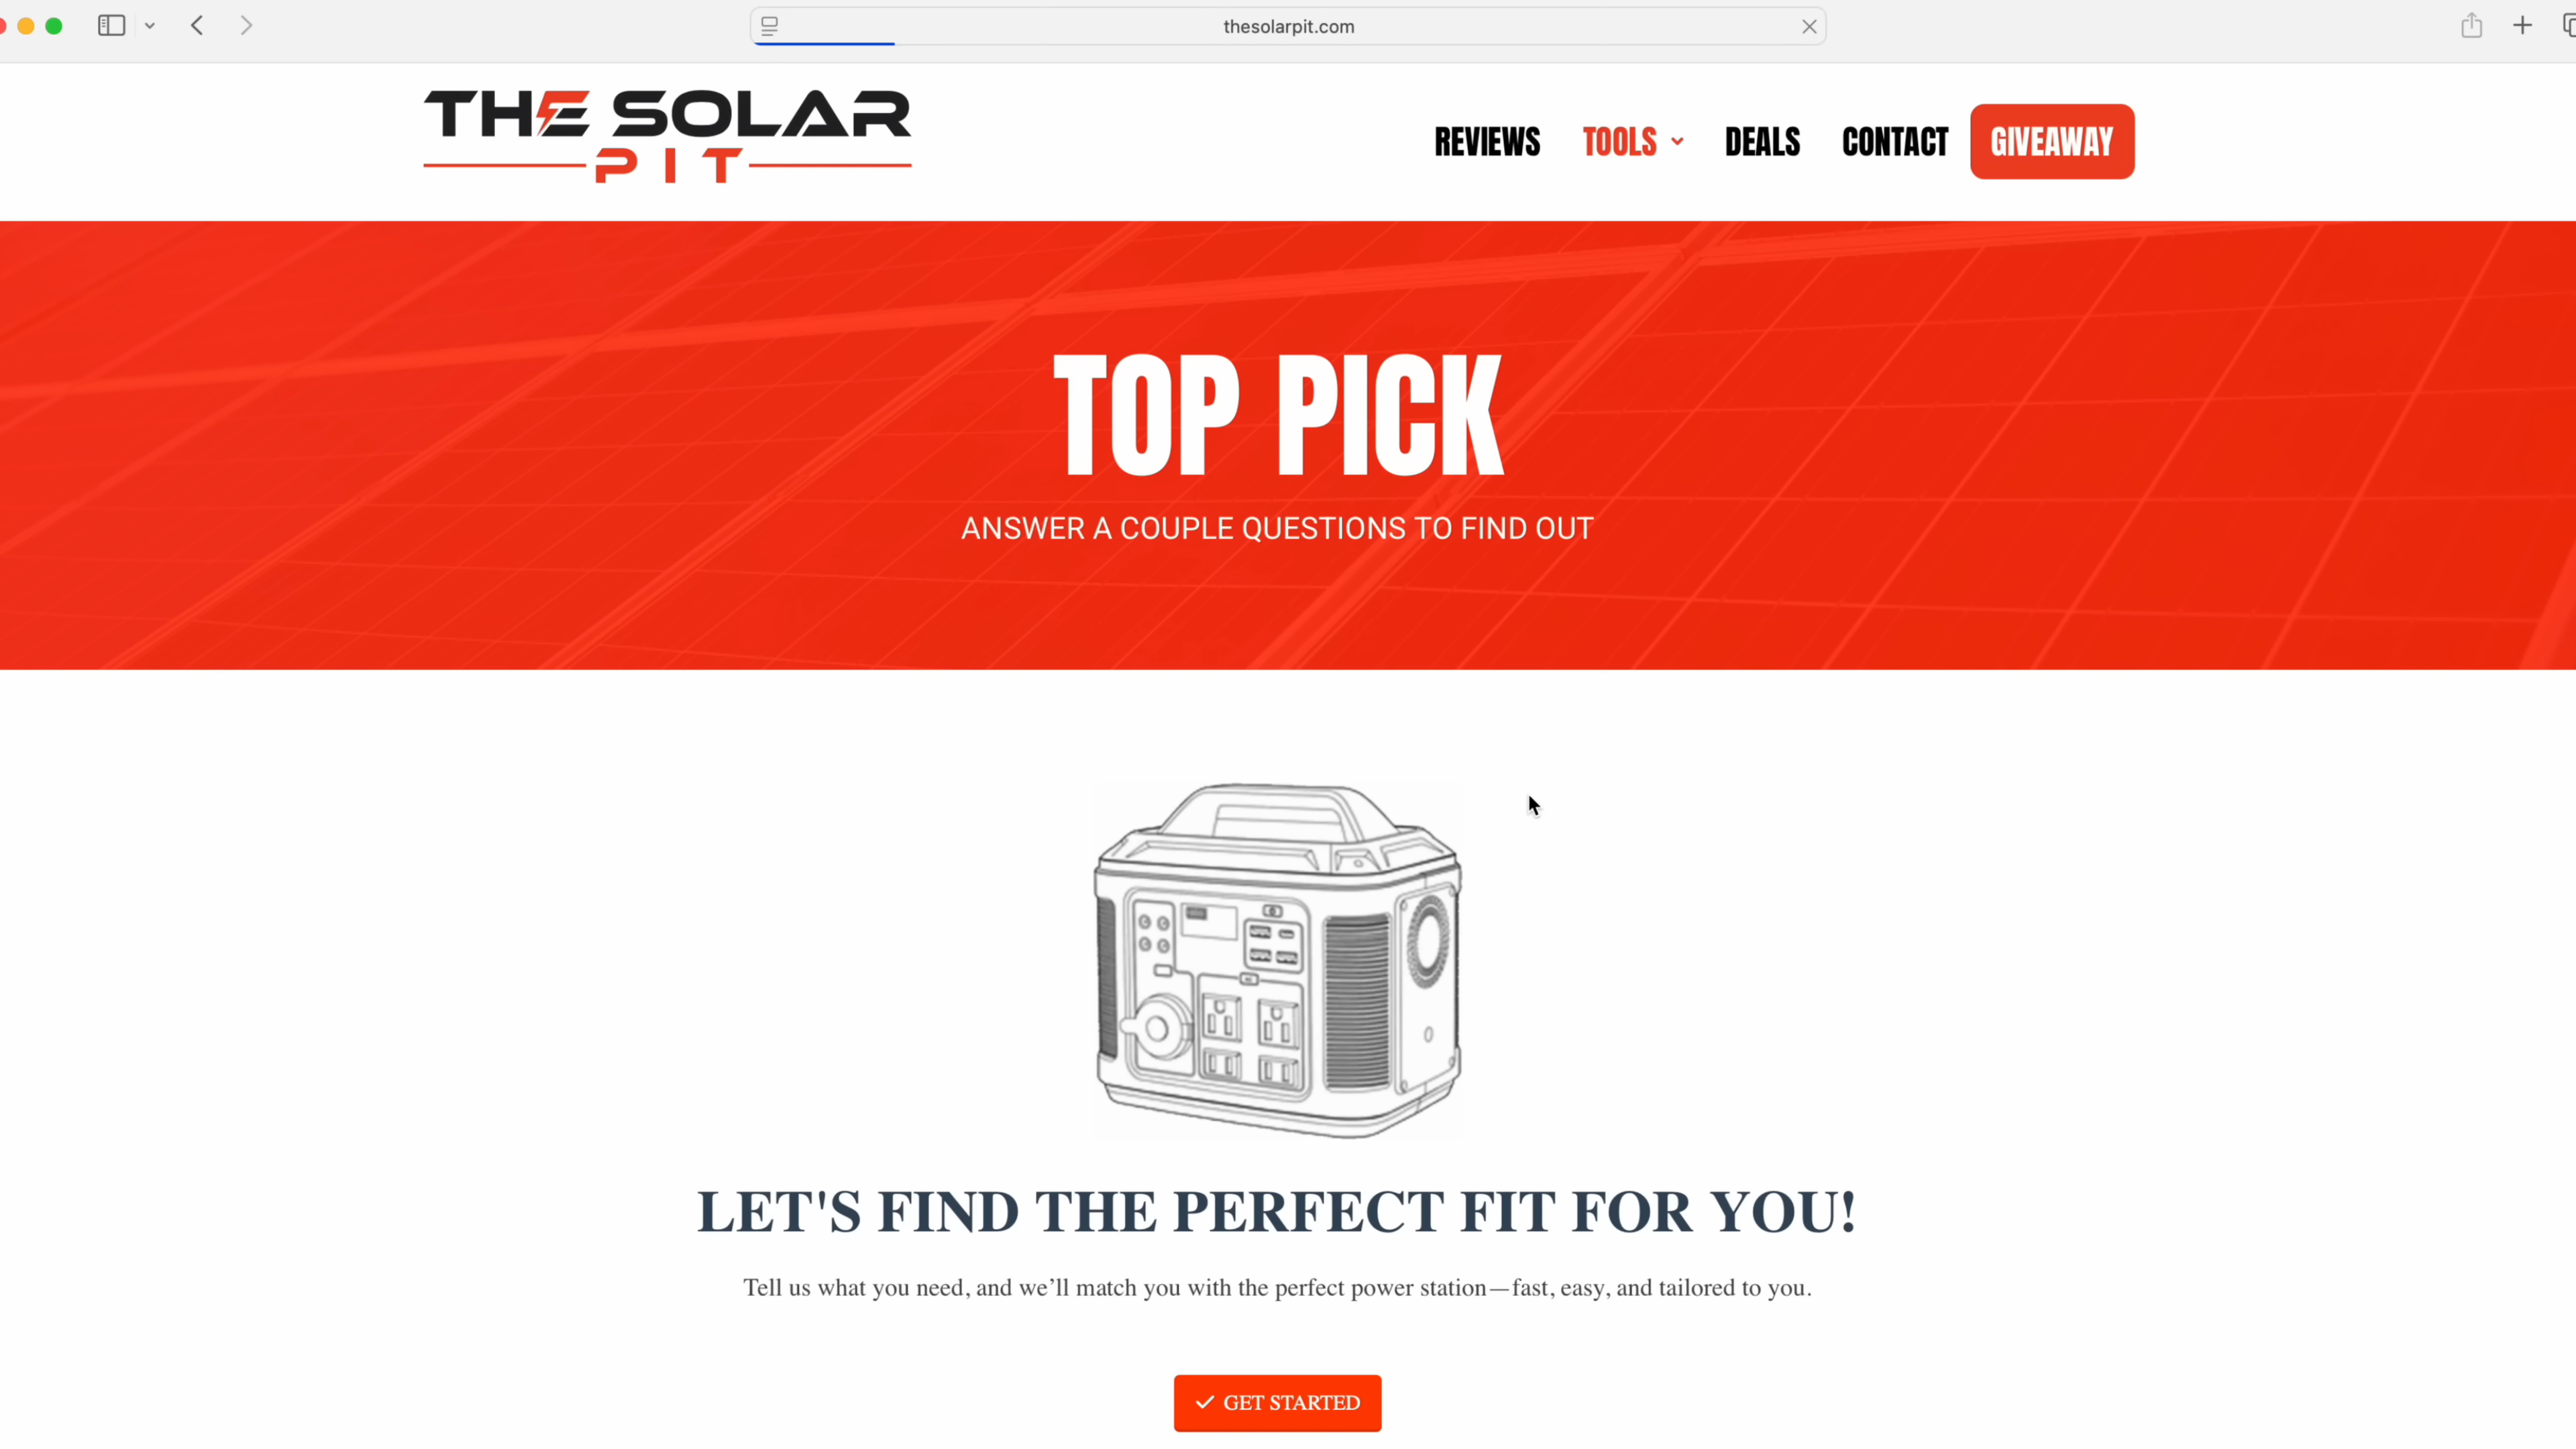 thesolarpit.com
THE SOLAR
PIT
REVIEWS TOOLS DEALS CONTACT GIVEAWAY
TOP PICK
ANSWER A COUPLE QUESTIONS TO FIND OUT
LET'S FIND THE PERFECT FIT FOR YOU!
Tell us what you need, and we’ll match you with the perfect power station—fast, easy, and tailored to you.
GET STARTED